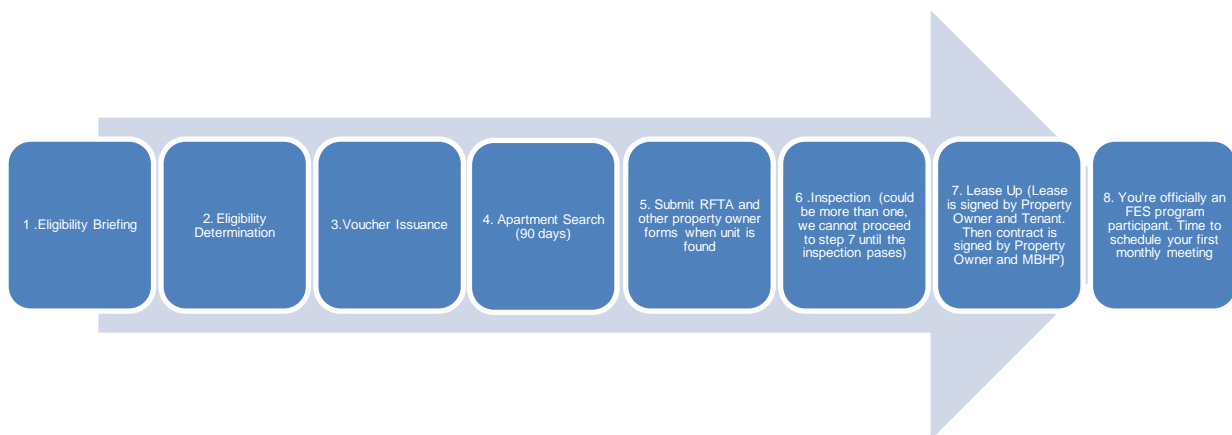 1 .Eligibility Briefing
2. Eligibility
Determination
3.Voucher Issuance
4. Apartment Search
(90 days)
5. Submit RFTA and
other property owner
forms when unit is
found
6 .Inspection (could
be more than one,
we cannot proceed
to step 7 until the
inspection pases)
7. Lease Up (Lease
is signed by Property
Owner and Tenant.
Then contract is
signed by Property
Owner and MBHP)
8. You're officially an
FES program
participant. Time to
schedule your first
monthly meeting